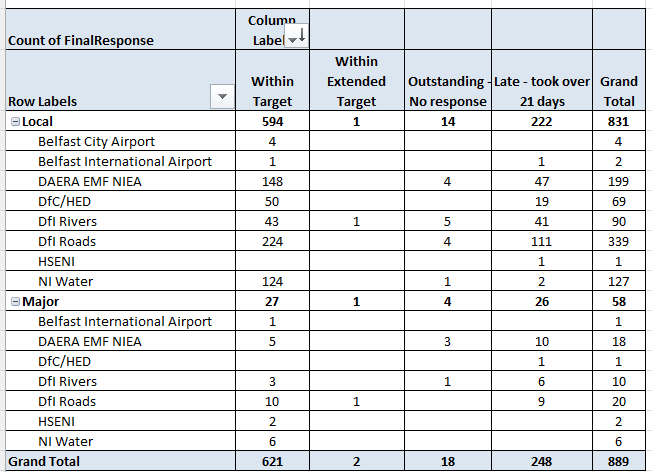 Column
Count of FinalResponse Label
Within
Within Extended Outstanding - Late - took over Grand
Row Labels Target Target No response 21 days Total
Local 594 1 14 222 831
Belfast City Airport 4 4
Belfast International Airport 1 1 2
DAERA EMF NIEA 148 4 47 199
DfC/HED 50 19 69
DfI Rivers 43 1 5 41 90
DfI Roads 224 4 111 339
HSENI 1 1
NI Water 124 1 2 127
Major 27 1 4 26 58
Belfast International Airport 1 1
DAERA EMF NIEA 5 3 10 18
DfC/HED 1 1
DfI Rivers 3 1 6 10
DfI Roads 10 1 9 20
HSENI 2 2
NI Water 6 6
Grand Total 621 2 18 248 889